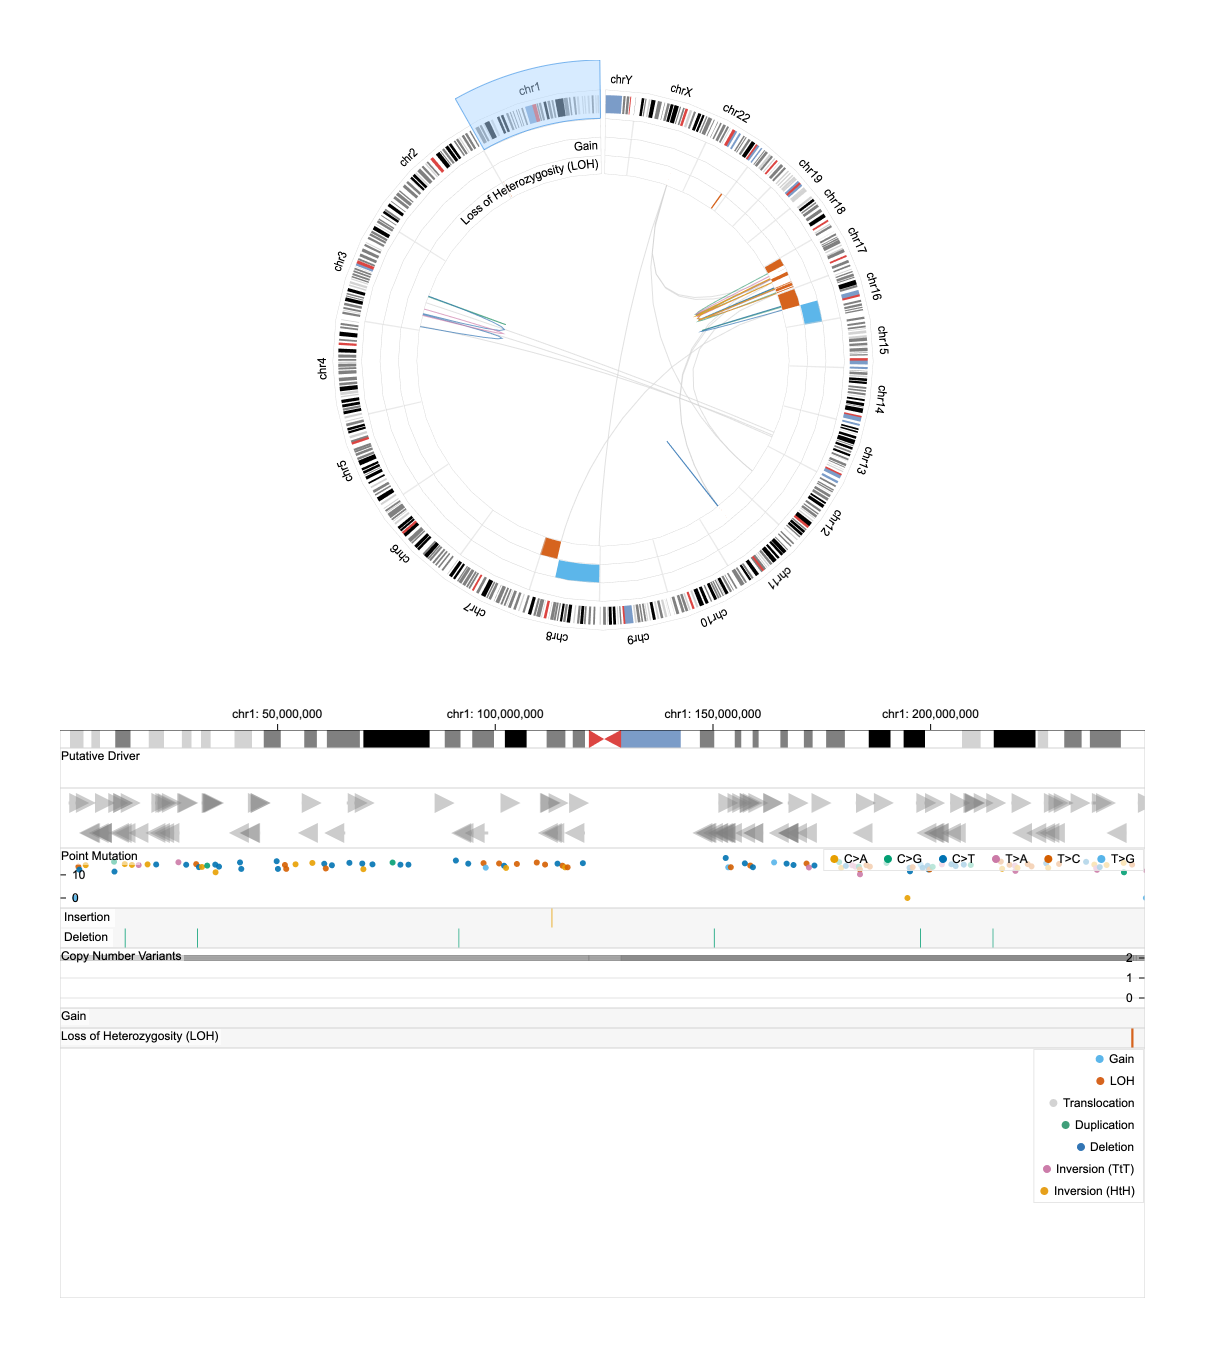 chr1
chrY
chrX
chr22
chr19
chr18
chr17
chr16
chr15
chr14
chr13
chr12
chr11
chr10
chr9
chr8
chr7
chr6
chr5
chr4
chr3
chr2
Gain
Loss of Heterozygosity (LOH)
chr1: 50,000,000 chr1: 100,000,000 chr1: 150,000,000 chr1: 200,000,000
Putative Driver
Point Mutation
C>A C>G C>T T>A T>C T>G
10
0
Insertion
Deletion
Copy Number Variants
2
1
0
Gain
Loss of Heterozygosity (LOH)
Gain
LOH
Translocation
Duplication
Deletion
Inversion (TtT)
Inversion (HtH)